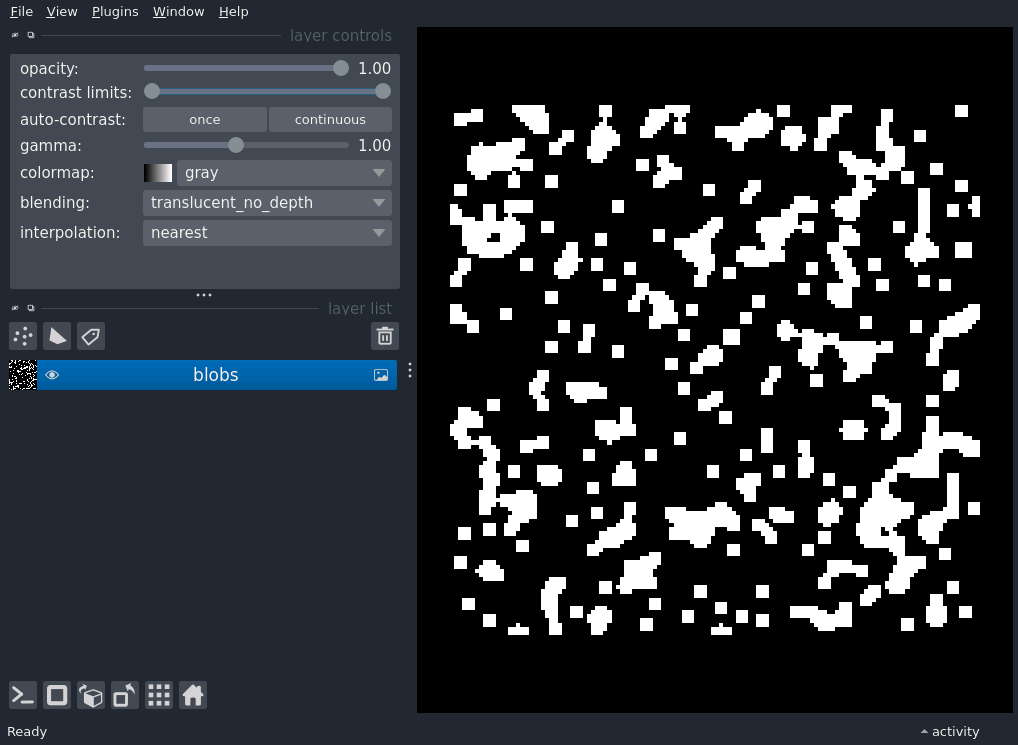 File View Plugins Window Help
layer controls
opacity: 1.00
contrast limits:
auto-contrast: once continuous
gamma: 1.00
colormap: gray
blending: translucent_no_depth
interpolation: nearest
layer list
blobs
Ready activity